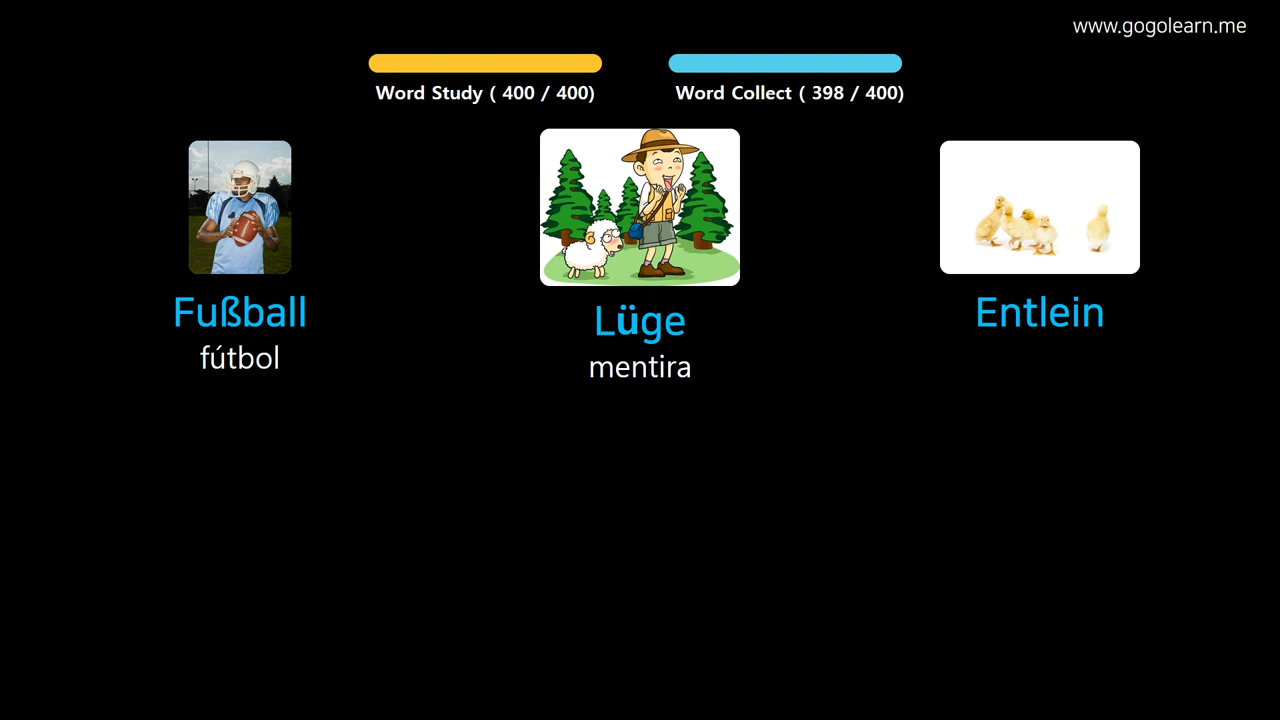 www.gogolearn.me
Word Study ( 400 / 400)
Word Collect ( 398 / 400)
Fußball
fútbol
Lüge
mentira
Entlein